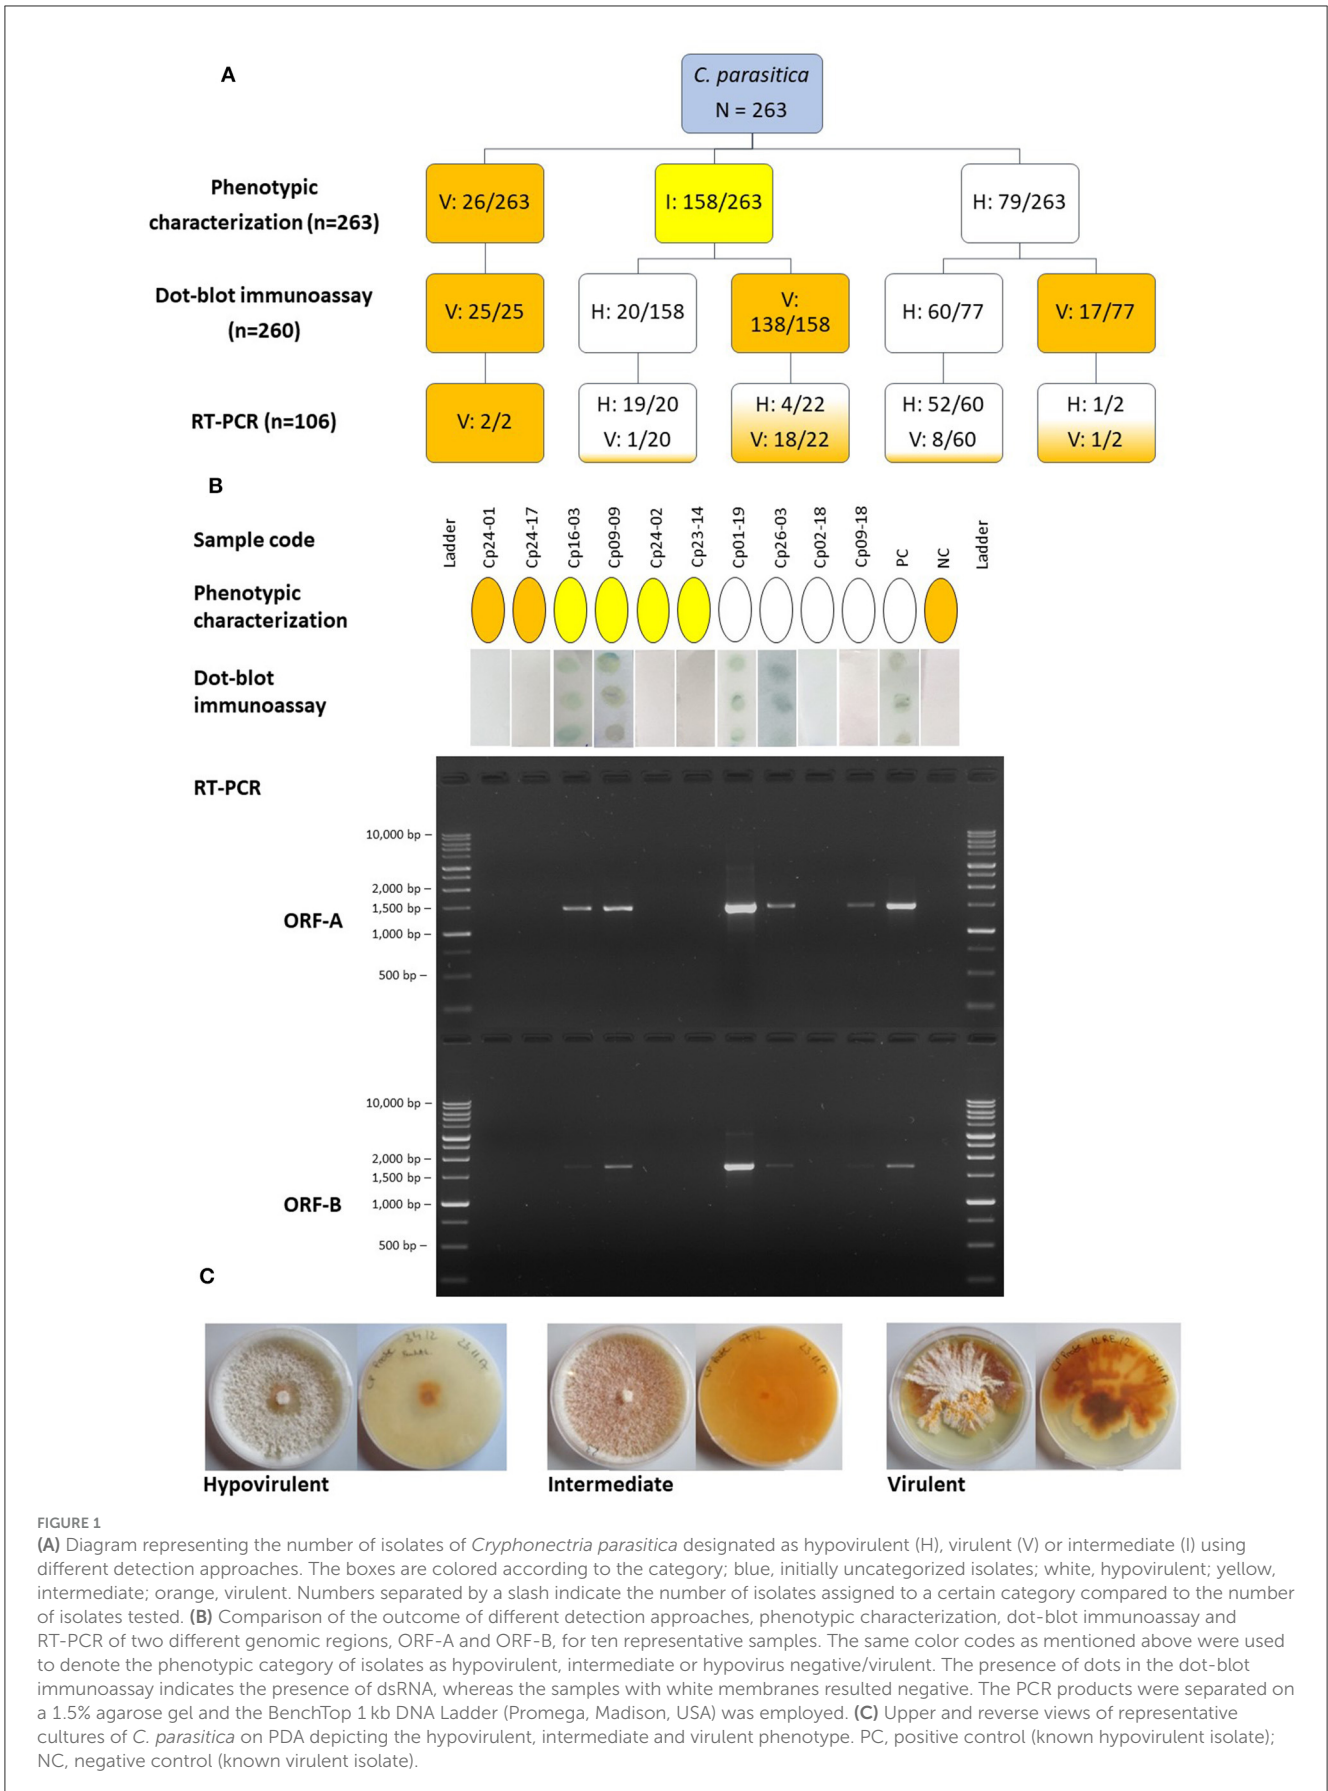 A
C. parasitica
N = 263
Phenotypic
characterization (n=263)
V: 26/263
I: 158/263
H: 79/263
Dot-blot immunoassay
(n=260)
V: 25/25
H: 20/158
V:
138/158
H: 60/77
V: 17/77
RT-PCR (n=106)
V: 2/2
H: 19/20
V: 1/20
H: 4/22
V: 18/22
H: 52/60
V: 8/60
H: 1/2
V: 1/2
B
Sample code
Ladder
Cp24-01
Cp24-17
Cp16-03
Cp09-09
Cp24-02
Cp23-14
Cp01-19
Cp26-03
Cp02-18
Cp09-18
PC
NC
Ladder
Phenotypic
characterization
Dot-blot
immunoassay
RT-PCR
10,000 bp –
2,000 bp –
1,500 bp –
ORF-A
1,000 bp –
500 bp –
10,000 bp –
2,000 bp –
1,500 bp –
ORF-B
1,000 bp –
500 bp –
C
Hypovirulent
Intermediate
Virulent
FIGURE 1
(A) Diagram representing the number of isolates of Cryphonectria parasitica designated as hypovirulent (H), virulent (V) or intermediate (I) using
different detection approaches. The boxes are colored according to the category; blue, initially uncategorized isolates; white, hypovirulent; yellow,
intermediate; orange, virulent. Numbers separated by a slash indicate the number of isolates assigned to a certain category compared to the number
of isolates tested. (B) Comparison of the outcome of different detection approaches, phenotypic characterization, dot-blot immunoassay and
RT-PCR of two different genomic regions, ORF-A and ORF-B, for ten representative samples. The same color codes as mentioned above were used
to denote the phenotypic category of isolates as hypovirulent, intermediate or hypovirus negative/virulent. The presence of dots in the dot-blot
immunoassay indicates the presence of dsRNA, whereas the samples with white membranes resulted negative. The PCR products were separated on
a 1.5% agarose gel and the BenchTop 1 kb DNA Ladder (Promega, Madison, USA) was employed. (C) Upper and reverse views of representative
cultures of C. parasitica on PDA depicting the hypovirulent, intermediate and virulent phenotype. PC, positive control (known hypovirulent isolate);
NC, negative control (known virulent isolate).